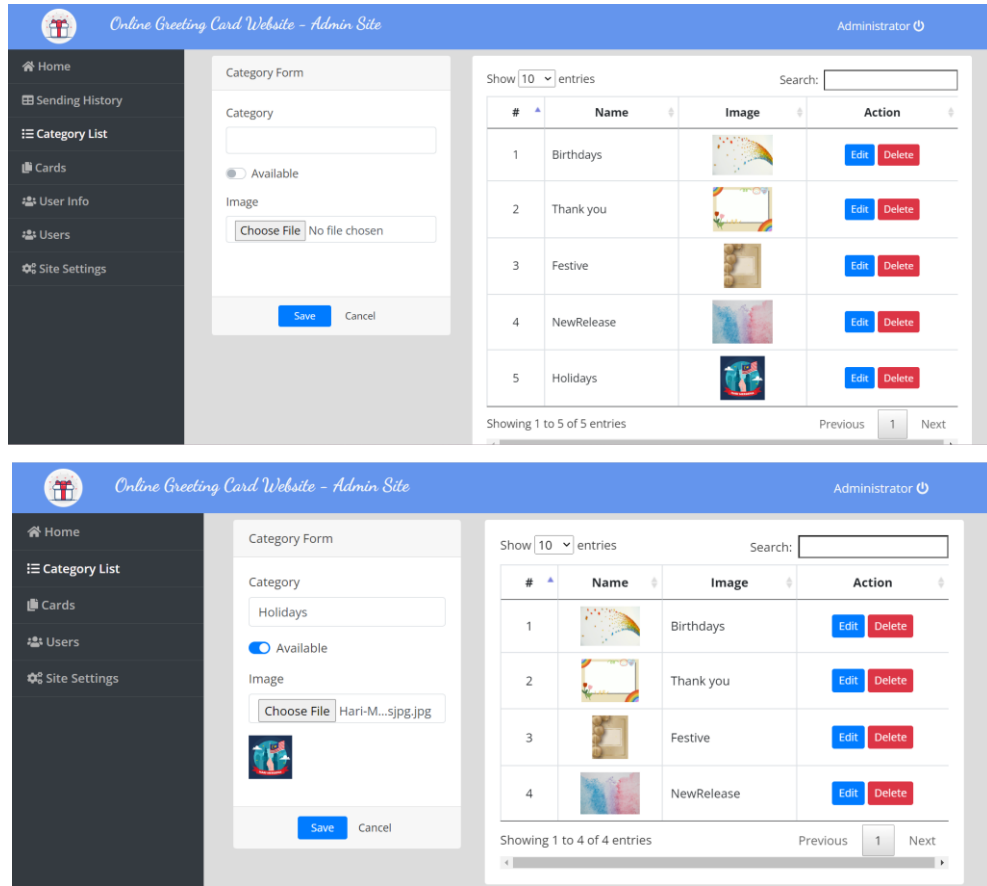 Online Greeting Card Website - Admin Site
Administrator
Home
Sending History
Category List
Cards
User Info
Users
Site Settings
Category Form
Category
Available
Image
Choose File No file chosen
Save Cancel
Show 10 entries Search:
# Name Image Action
1 Birthdays Edit Delete
2 Thank you Edit Delete
3 Festive Edit Delete
4 NewRelease Edit Delete
5 Holidays Edit Delete
Showing 1 to 5 of 5 entries Previous 1 Next
Online Greeting Card Website - Admin Site
Administrator
Home
Category List
Cards
Users
Site Settings
Category Form
Category
Holidays
Available
Image
Choose File Hari-M...sjpg.jpg
Save Cancel
Show 10 entries Search:
# Name Image Action
1 Birthdays Edit Delete
2 Thank you Edit Delete
3 Festive Edit Delete
4 NewRelease Edit Delete
Showing 1 to 4 of 4 entries Previous 1 Next